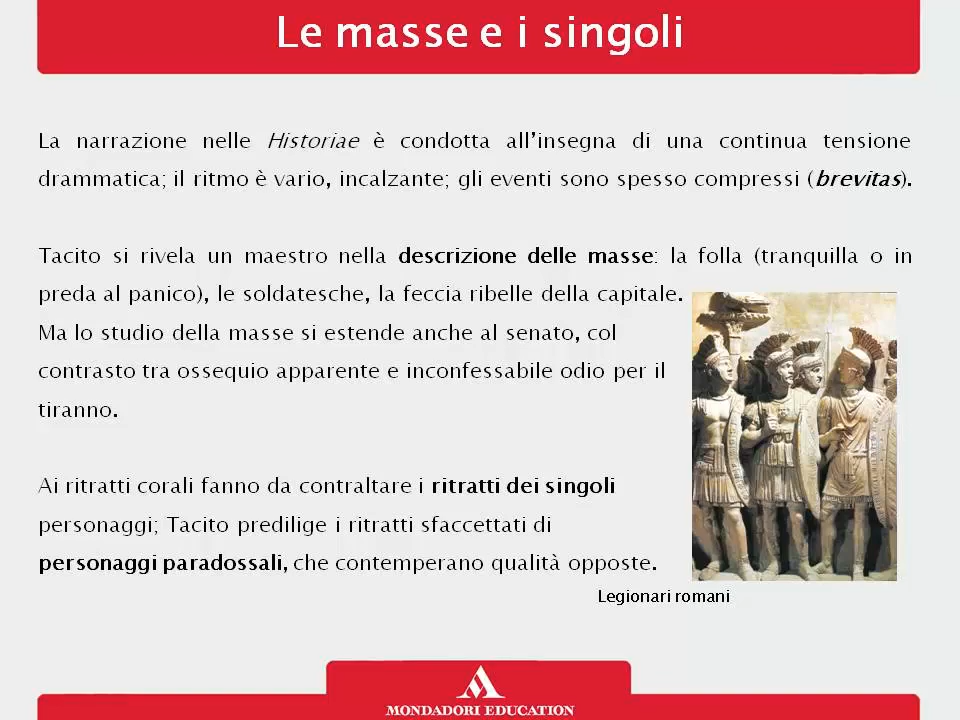 Le masse e i singoli
La narrazione nelle Historiae è condotta all'insegna di una continua tensione
drammatica; il ritmo è vario, incalzante; gli eventi sono spesso compressi (brevitas).
Tacito si rivela un maestro nella descrizione delle masse: la folla (tranquilla o in
preda al panico), le soldatesche, la feccia ribelle della capitale.
Ma lo studio della masse si estende anche al senato, col
contrasto tra ossequio apparente e inconfessabile odio per il
tiranno.
Ai ritratti corali fanno da contraltare i ritratti dei singoli
personaggi; Tacito predilige i ritratti sfaccettati di
personaggi paradossali, che contemperano qualità opposte.
Legionari romani
MONDADORI EDUCATION